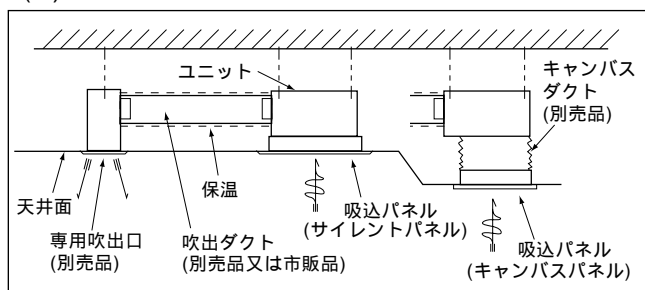 ユニット
キャンバス
ダクト
(別売品)
天井面
保温
専用吹出口
(別売品)
吹出ダクト
(別売品又は市販品)
吸込パネル
(サイレントパネル)
吸込パネル
(キャンバスパネル)